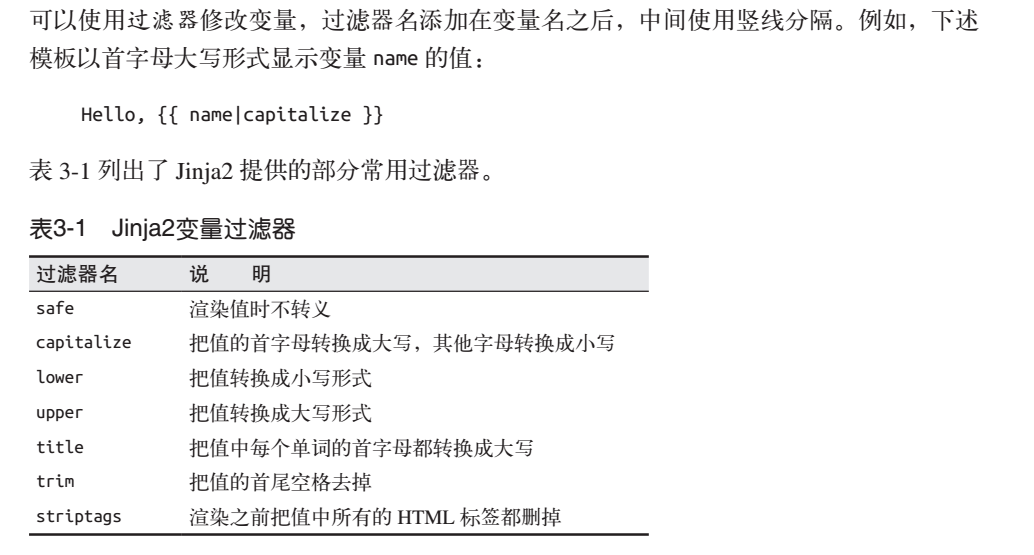 可以使用过滤器修改变量，过滤器名添加在变量名之后，中间使用竖线分隔。例如，下述
模板以首字母大写形式显示变量 name 的值：
Hello, {{ name|capitalize }}
表 3-1 列出了 Jinja2 提供的部分常用过滤器。
表3-1 Jinja2变量过滤器
过滤器名 说 明
safe 渲染值时不转义
capitalize 把值的首字母转换成大写，其他字母转换成小写
lower 把值转换成小写形式
upper 把值转换成大写形式
title 把值中每个单词的首字母都转换成大写
trim 把值的首尾空格去掉
striptags 渲染之前把值中所有的 HTML 标签都删掉